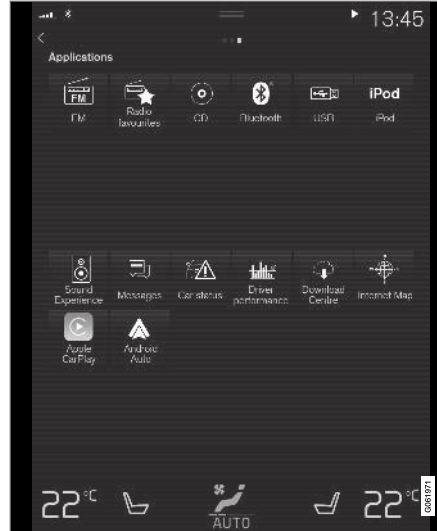 13:45
Applications
FM
FM
Radio
favourites
CD
Bluetooth
USB
iPod
iPod
Sound
Experience
Messages
Car status
Driver
performance
Download
Centre
Internet Map
Apple
CarPlay
Android
Auto
22°C
AUTO
22°C
G061971